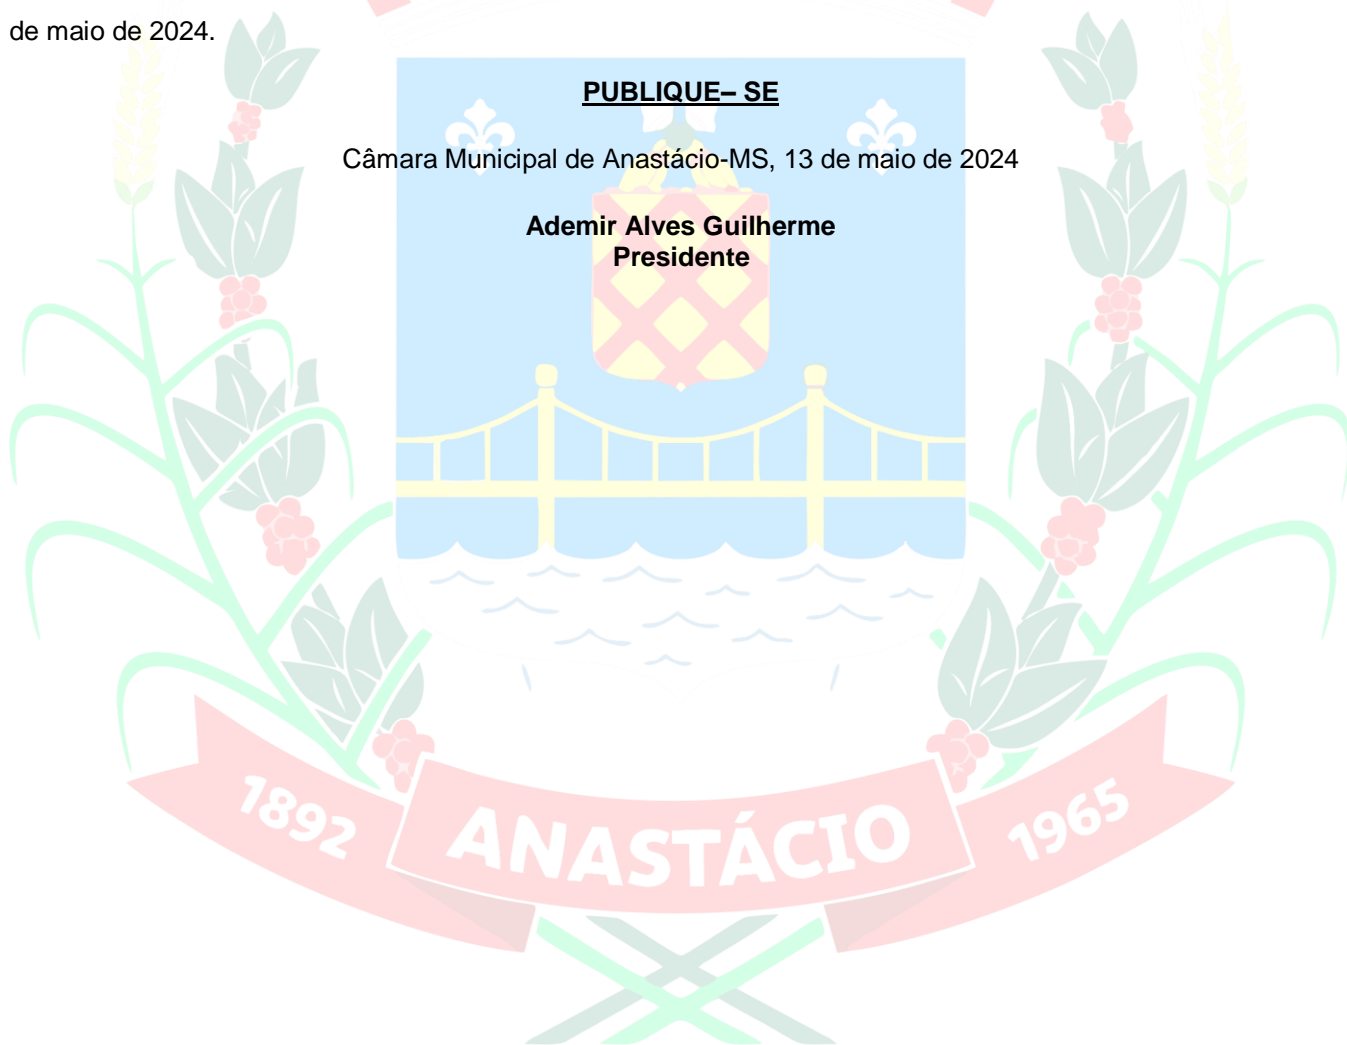 de maio de 2024.
PUBLIQUE– SE
Câmara Municipal de Anastácio-MS, 13 de maio de 2024
Ademir Alves Guilherme
Presidente
1892
ANASTÁCIO
1965